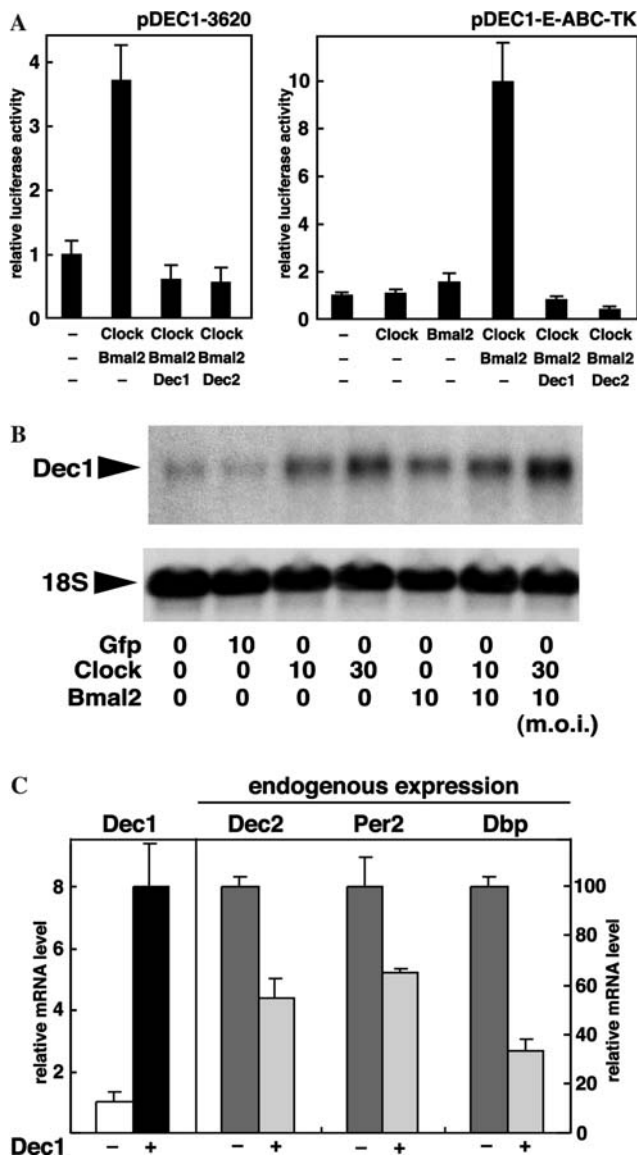 A
pDEC1-3620
pDEC1-E-ABC-TK
relative luciferase activity
4
3
2
1
0
– Clock Clock Clock
– Bmal2 Bmal2 Bmal2
– – Dec1 Dec2
relative luciferase activity
10
8
6
4
2
0
– Clock Bmal2 Clock Clock Clock
– – – Bmal2 Bmal2 Bmal2
– – – – Dec1 Dec2
B
Dec1
18S
Gfp 0 10 0 0 0 0 0
Clock 0 0 10 30 0 10 30
Bmal2 0 0 0 0 10 10 10
(m.o.i.)
C
endogenous expression
Dec1 Dec2 Per2 Dbp
relative mRNA level
8
6
4
2
100
80
60
40
20
0
relative mRNA level
Dec1 – + – + – + – +